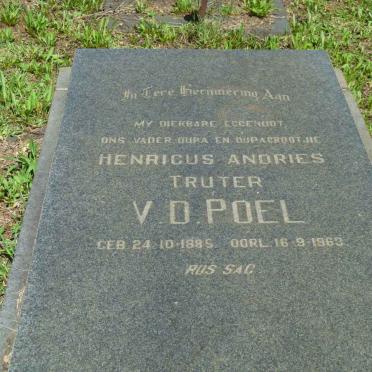 In Tere Herinnering Aan
MY DIERBARE EGGENOOT
ONS VADER OUPA EN OUPAGROOTJIE
HENRICUS ANDRIES
TRUTER
V.D. POEL
GEB. 24-10-1885 OORL. 16-9-1963
RUS SAG